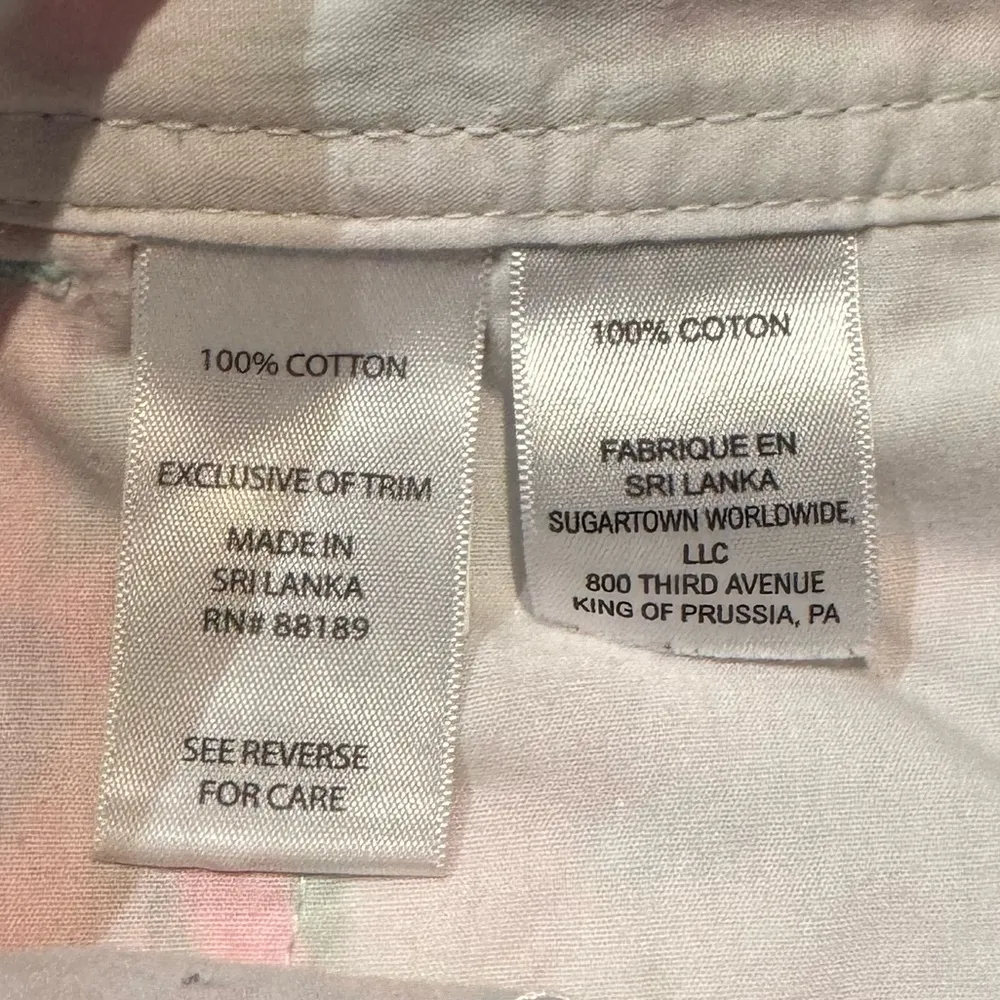 100% COTTON
EXCLUSIVE OF TRIM
MADE IN
SRI LANKA
RN# 88189
SEE REVERSE
FOR CARE
100% COTON
FABRIQUE EN
SRI LANKA
SUGARTOWN WORLDWIDE,
LLC
800 THIRD AVENUE
KING OF PRUSSIA, PA